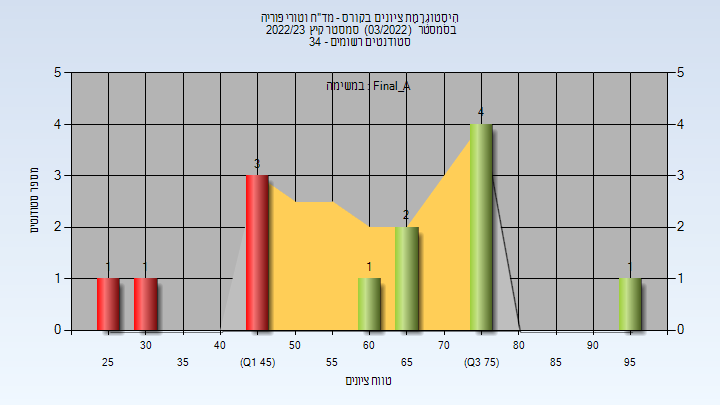 היסטוגרמת ציונים בקורס - מד"ח וטורי פוריה
בסמסטר (03/2022) סמסטר קיץ 2022/23
סטודנטים רשומים - 34
במשימה : Final_A
5 5
4 4
3 3
2 2
1 1
0 0
1 1 3 1 2 4 1
מספר סטודנטים
30 40 50 60 70 80 90
25 35 (Q1 45) 55 65 (Q3 75) 85 95
טווח ציונים